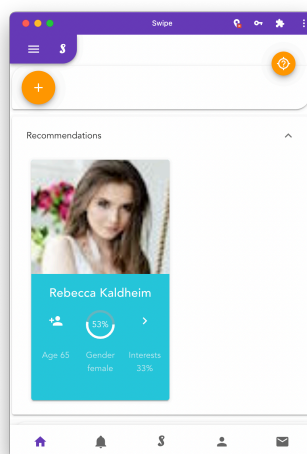 Swipe
S
+
Recommendations
Rebecca Kaldheim
53%
Age 65 Gender female Interests 33%
S